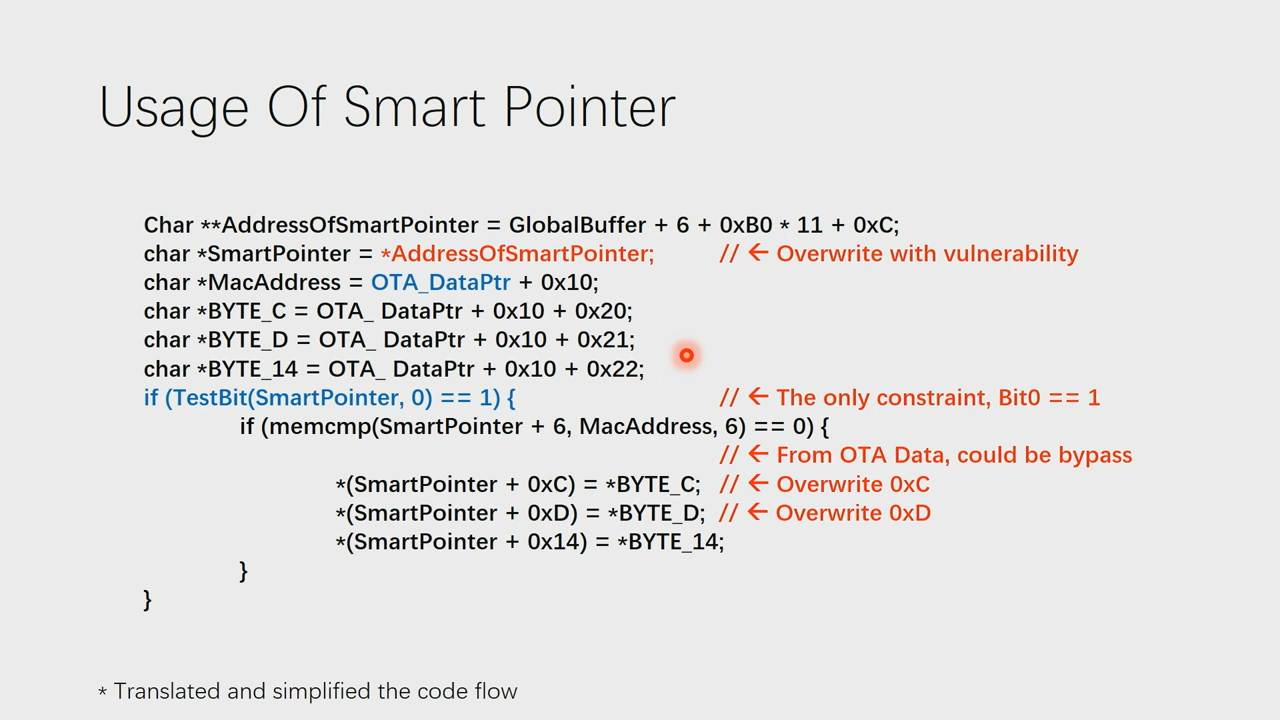 Usage Of Smart Pointer
Char **AddressOfSmartPointer = GlobalBuffer + 6 + 0xB0 * 11 + 0xC;
char *SmartPointer = *AddressOfSmartPointer; // ← Overwrite with vulnerability
char *MacAddress = OTA_DataPtr + 0x10;
char *BYTE_C = OTA_ DataPtr + 0x10 + 0x20;
char *BYTE_D = OTA_ DataPtr + 0x10 + 0x21;
char *BYTE_14 = OTA_ DataPtr + 0x10 + 0x22;
if (TestBit(SmartPointer, 0) == 1) { // ← The only constraint, Bit0 == 1
if (memcmp(SmartPointer + 6, MacAddress, 6) == 0) {
// ← From OTA Data, could be bypass
*(SmartPointer + 0xC) = *BYTE_C; // ← Overwrite 0xC
*(SmartPointer + 0xD) = *BYTE_D; // ← Overwrite 0xD
*(SmartPointer + 0x14) = *BYTE_14;
}
}
* Translated and simplified the code flow